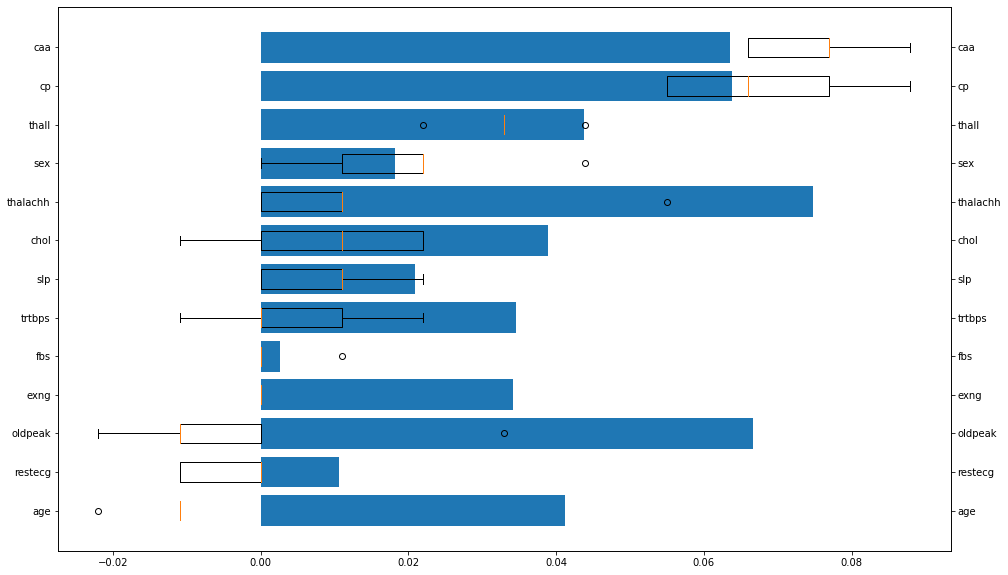 caa caa
cp cp
thall thall
sex sex
thalachh thalachh
chol chol
slp slp
trtbps trtbps
fbs fbs
exng exng
oldpeak oldpeak
restecg restecg
age age
−0.02 0.00 0.02 0.04 0.06 0.08